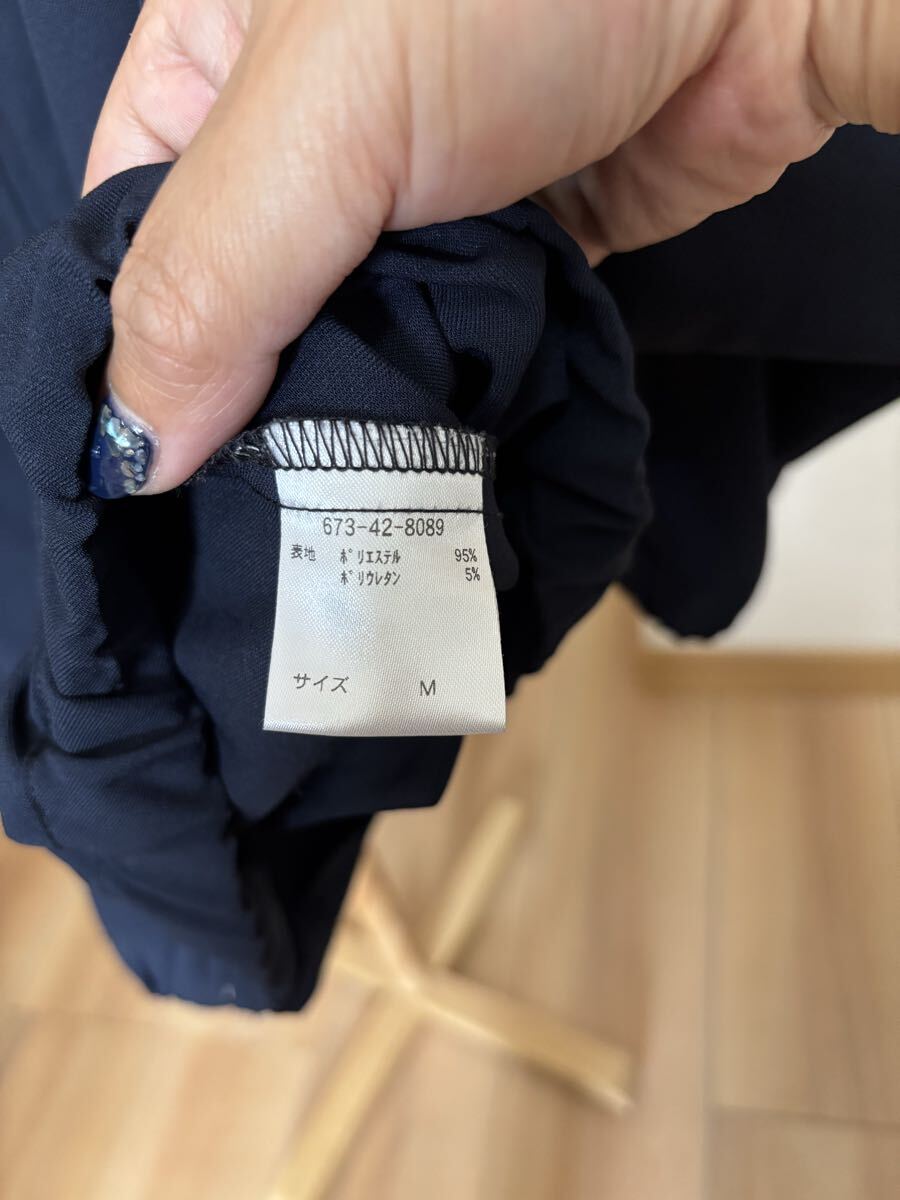 673-42-8089
表地 ポリエステル 95%
ポリウレタン 5%
サイズ M